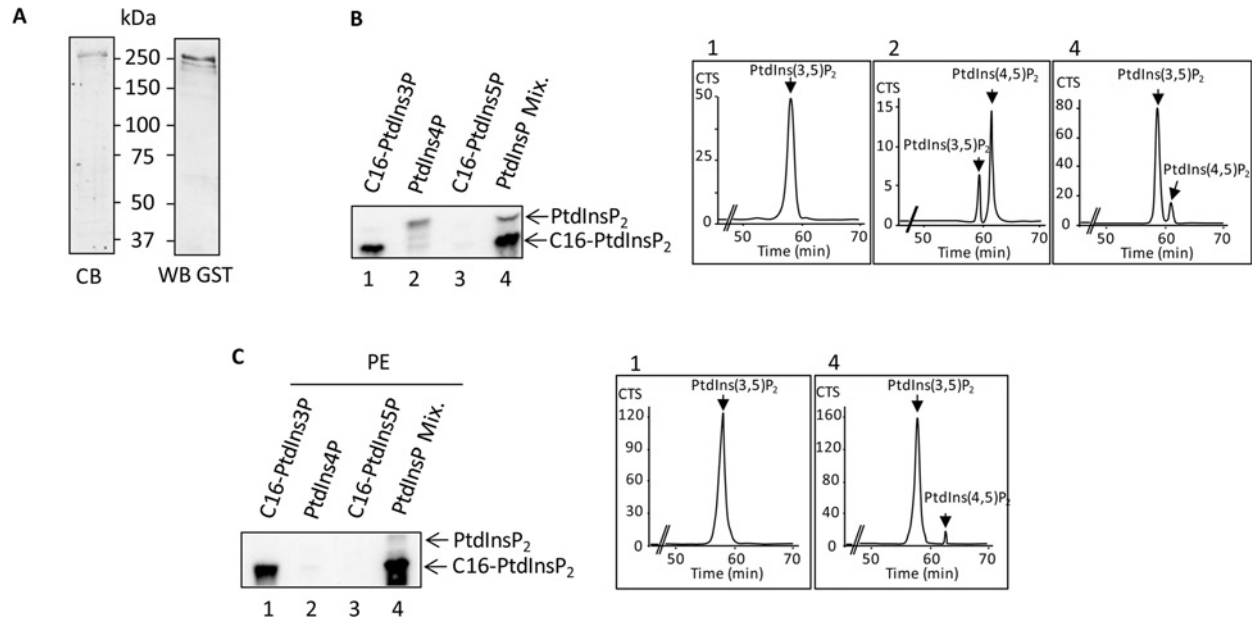 A
kDa
250
150
100
75
50
37
CB
WB GST
B
C16-PtdIns3P
PtdIns4P
C16-PtdIns5P
PtdInsP Mix.
PtdInsP2
C16-PtdInsP2
1 2 3 4
1
CTS
PtdIns(3,5)P2
50
25
0
50 60 70
Time (min)
2
CTS
PtdIns(4,5)P2
PtdIns(3,5)P2
15
10
5
0
50 60 70
Time (min)
4
CTS
PtdIns(3,5)P2
PtdIns(4,5)P2
80
60
40
20
0
50 60 70
Time (min)
C
PE
C16-PtdIns3P
PtdIns4P
C16-PtdIns5P
PtdInsP Mix.
PtdInsP2
C16-PtdInsP2
1 2 3 4
1
CTS
PtdIns(3,5)P2
120
90
60
30
0
50 60 70
Time (min)
4
CTS
PtdIns(3,5)P2
PtdIns(4,5)P2
160
120
80
40
0
50 60 70
Time (min)